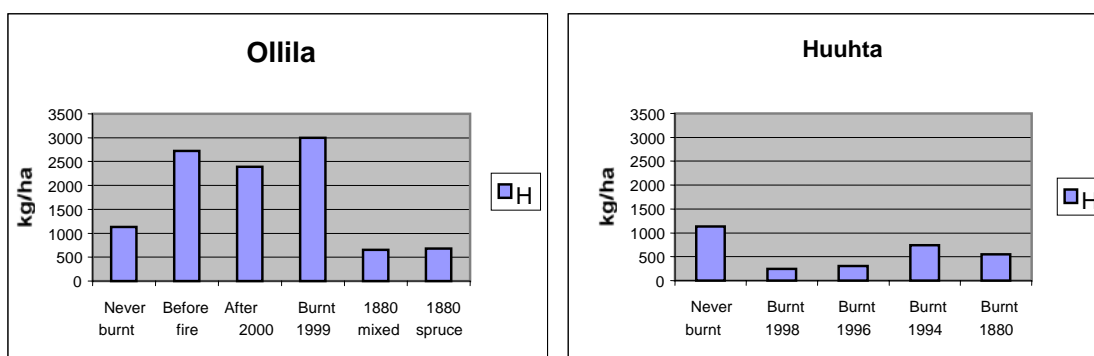 Ollila
3500
3000
2500
2000
1500
1000
500
0
kg/ha
Never Before After Burnt 1880 1880
burnt fire 2000 1999 mixed spruce
H
Huuhta
3500
3000
2500
2000
1500
1000
500
0
kg/ha
Never Burnt Burnt Burnt Burnt
burnt 1998 1996 1994 1880
H